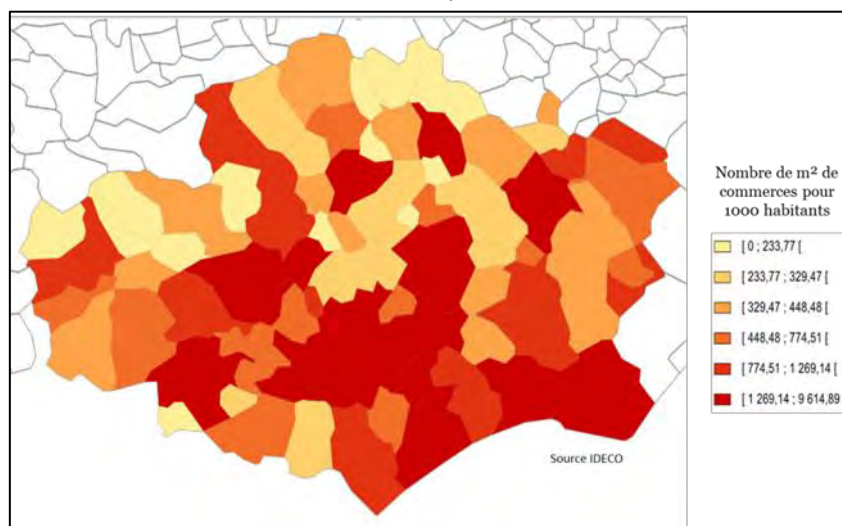 Nombre de m² de
commerces pour
1000 habitants
[ 0 ; 233,77 [
[ 233,77 ; 329,47 [
[ 329,47 ; 448,48 [
[ 448,48 ; 774,51 [
[ 774,51 ; 1 269,14 [
[ 1 269,14 ; 9 614,89
Source IDECO